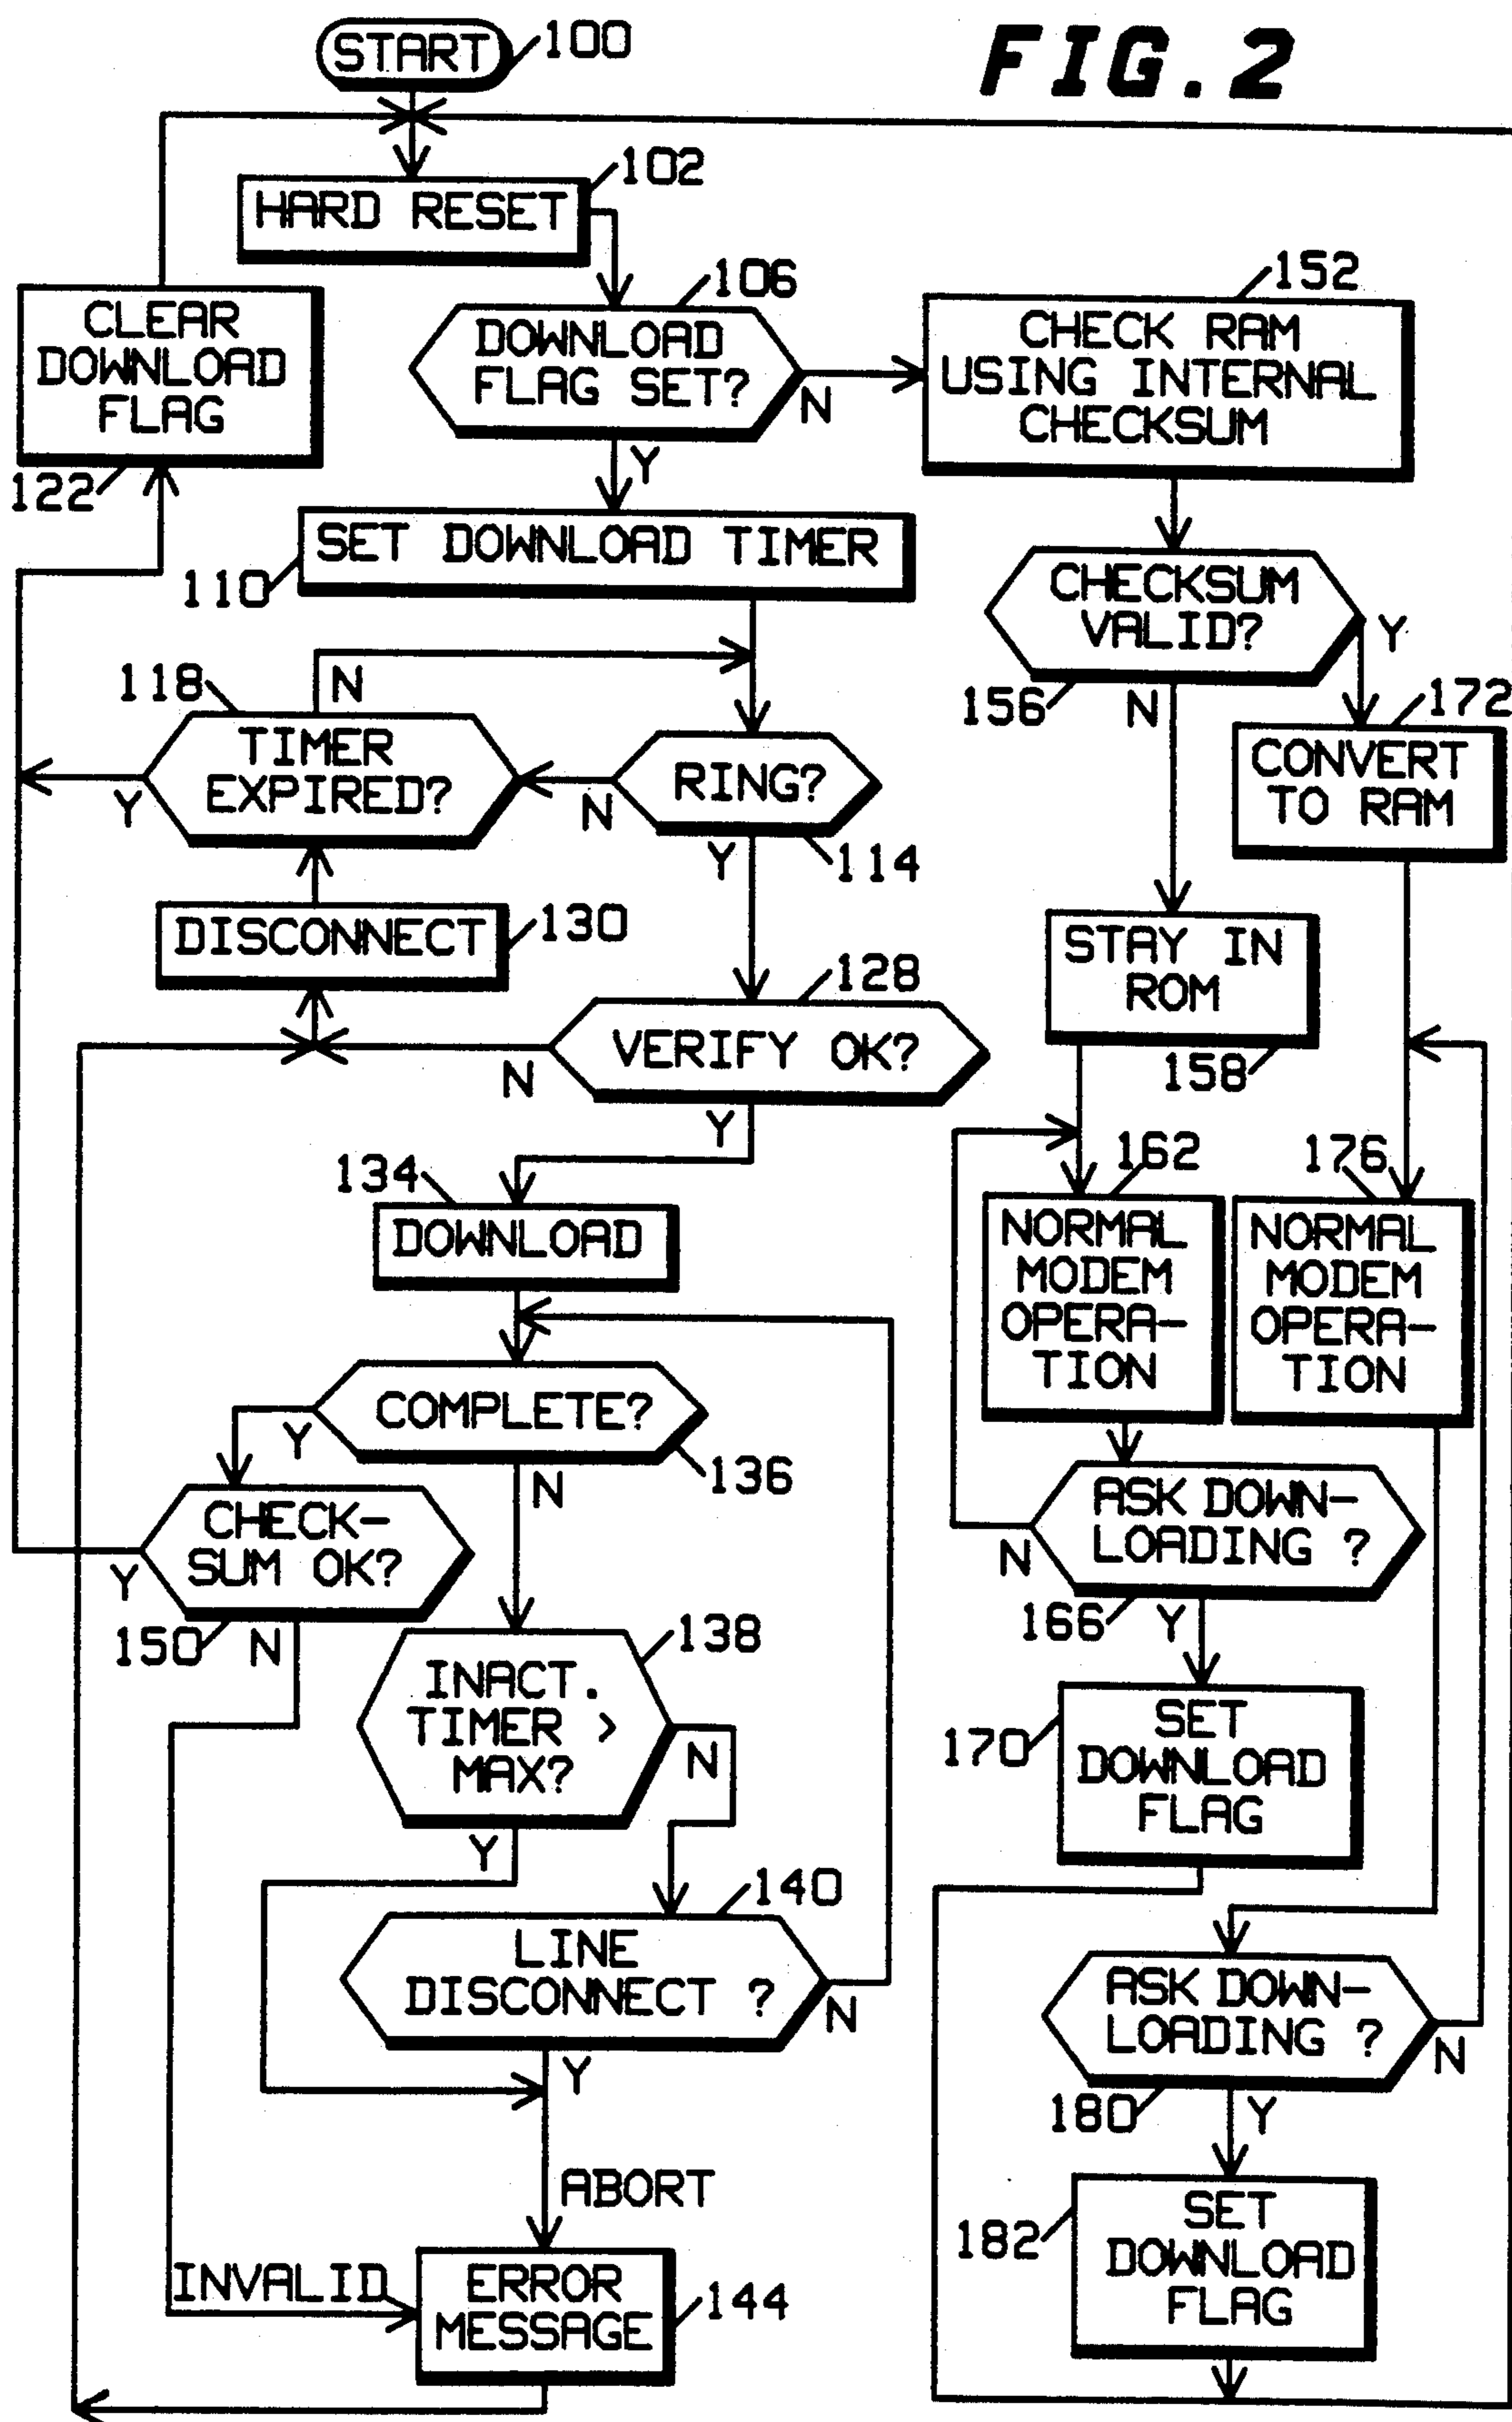 FIG.2
START
100
HARD RESET
102
CLEAR
DOWNLOAD
FLAG
122
106
DOWNLOAD
FLAG SET?
N
Y
152
CHECK RAM
USING INTERNAL
CHECKSUM
SET DOWNLOAD TIMER
110
CHECKSUM
VALID?
Y
156
N
172
CONVERT
TO RAM
118
N
TIMER
EXPIRED?
Y
RING?
N
Y
114
DISCONNECT
130
STAY IN
ROM
158
128
VERIFY OK?
N
Y
134
DOWNLOAD
162
NORMAL
MODEM
OPERA-
TION
176
NORMAL
MODEM
OPERA-
TION
COMPLETE?
Y
N
136
CHECK-
SUM OK?
Y
150
N
ASK DOWN-
LOADING ?
N
166
Y
138
INACT.
TIMER >
MAX?
N
Y
170
SET
DOWNLOAD
FLAG
140
LINE
DISCONNECT ?
N
Y
ASK DOWN-
LOADING ?
N
180
Y
ABORT
INVALID
ERROR
MESSAGE
144
182
SET
DOWNLOAD
FLAG